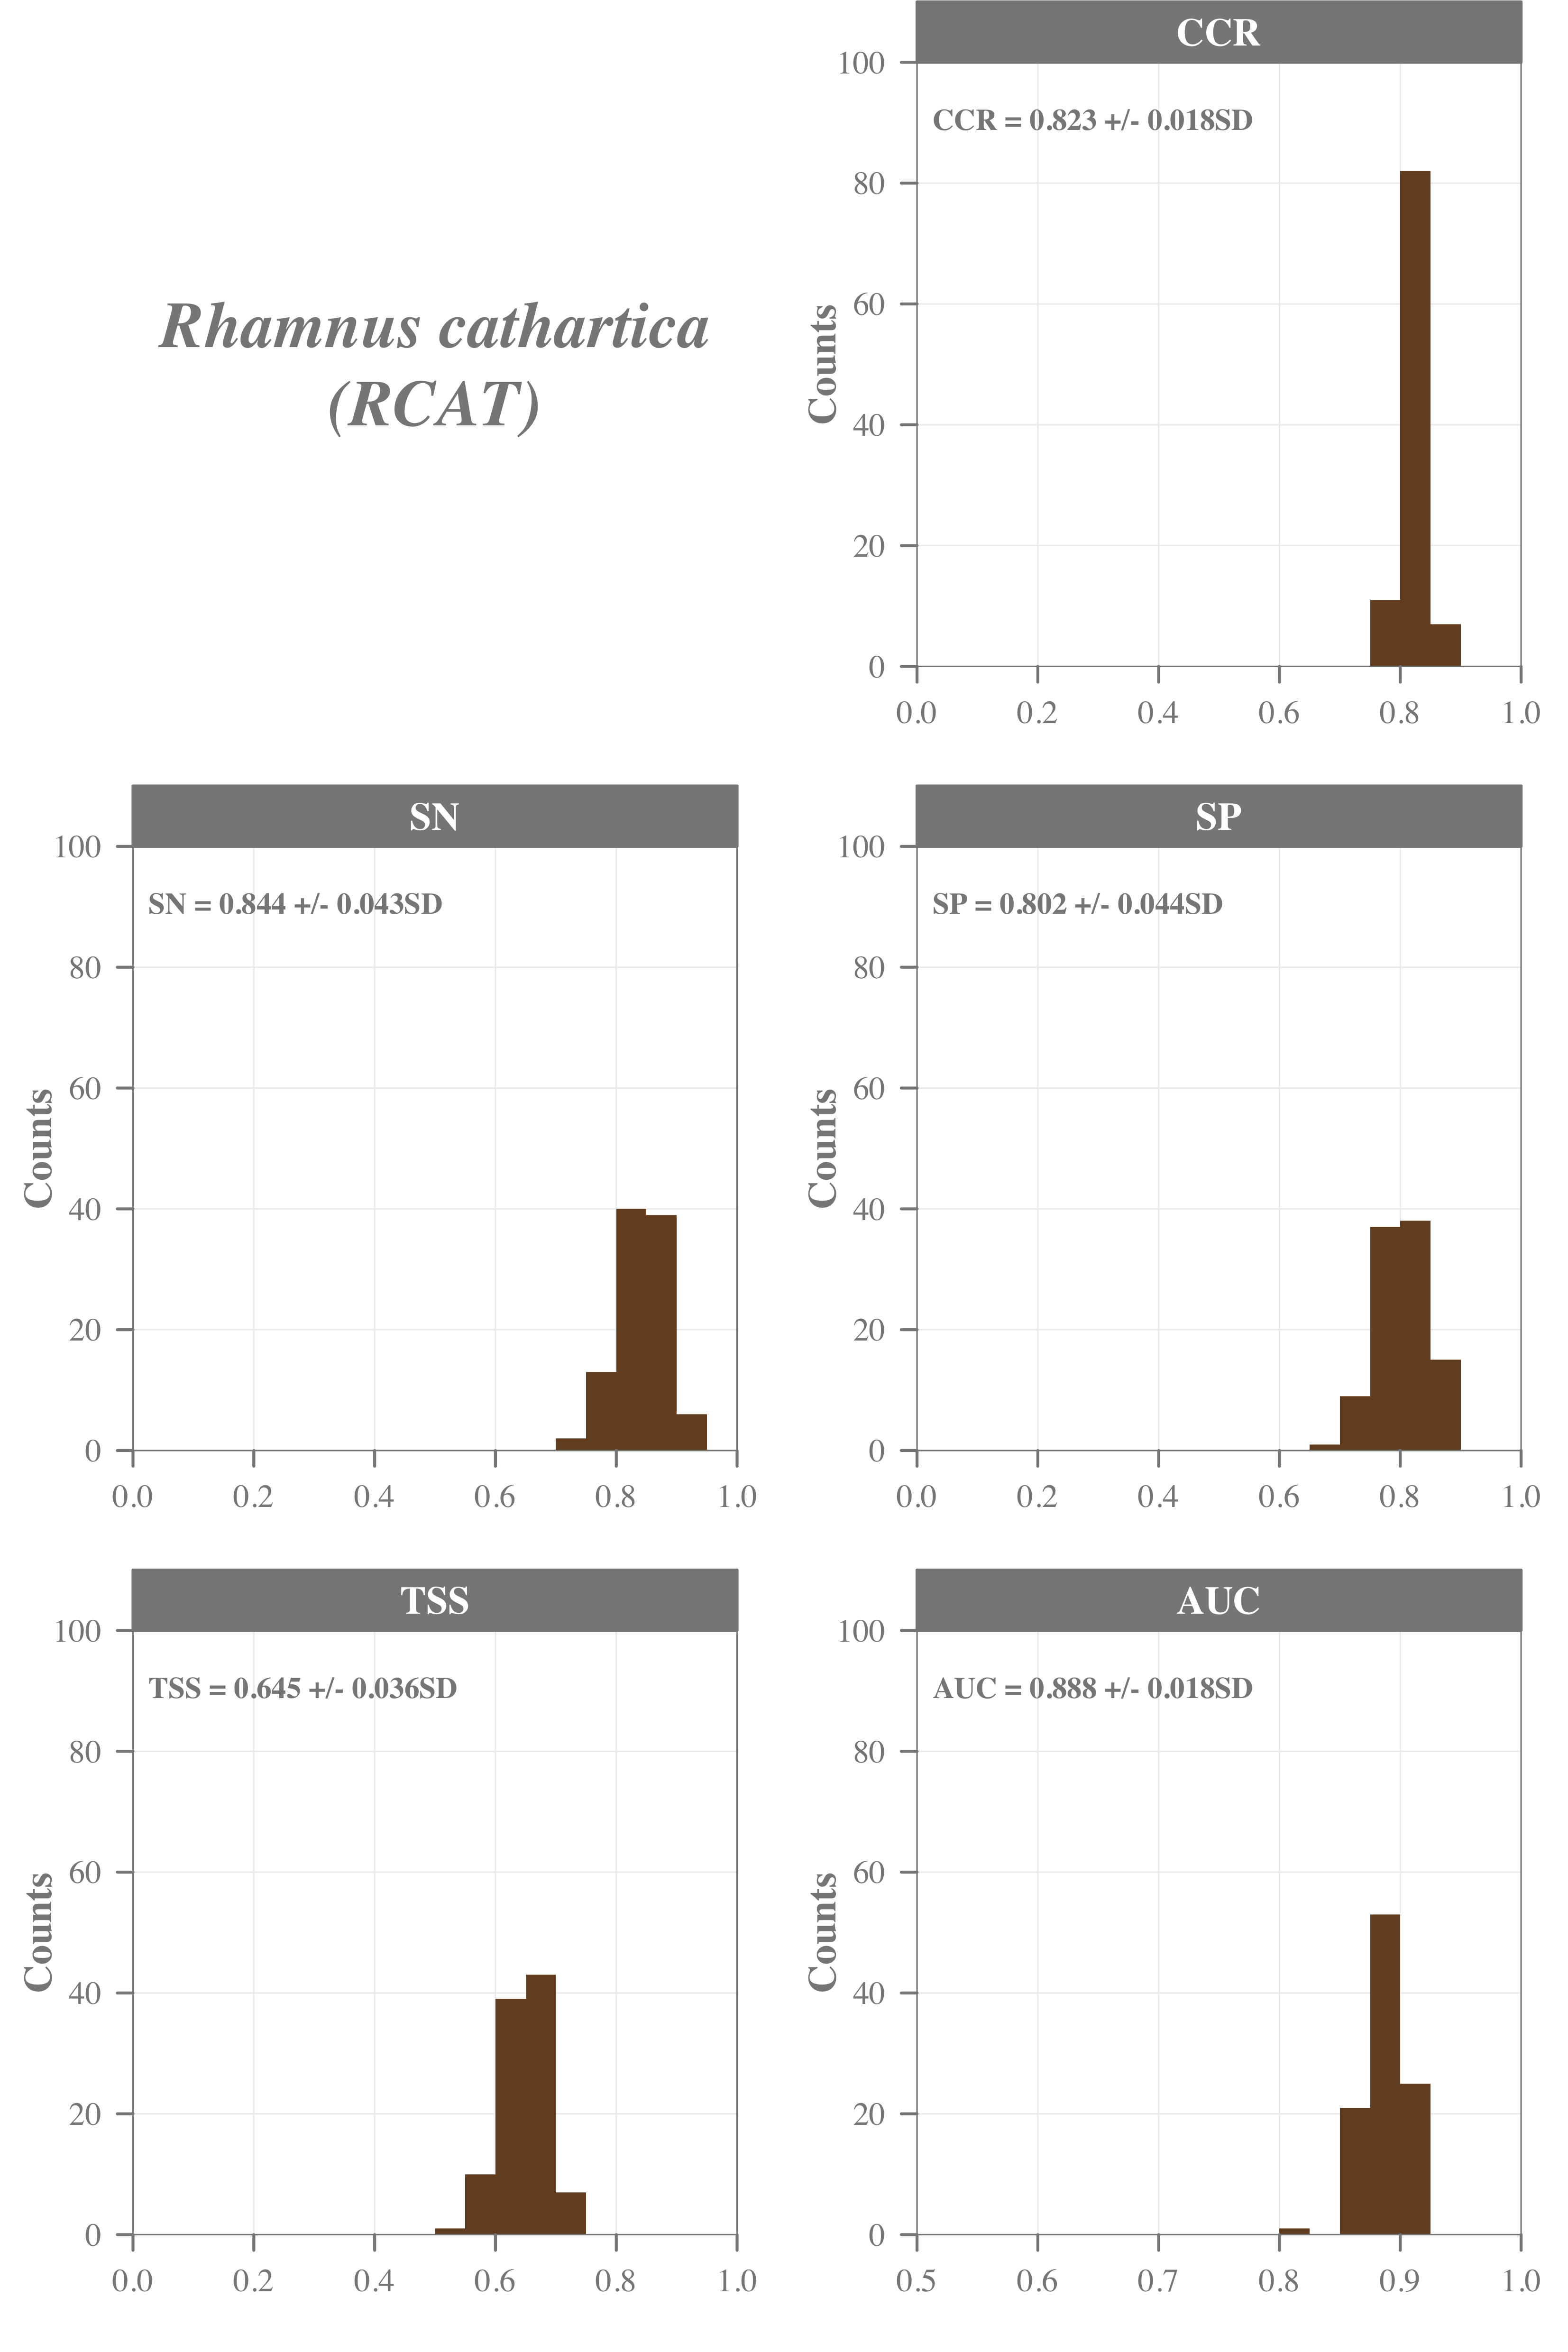 Rhamnus cathartica
(RCAT)
CCR
CCR = 0.823 +/- 0.018SD
Counts
100
80
60
40
20
0
0.0 0.2 0.4 0.6 0.8 1.0
SN
SN = 0.844 +/- 0.043SD
Counts
100
80
60
40
20
0
0.0 0.2 0.4 0.6 0.8 1.0
SP
SP = 0.802 +/- 0.044SD
Counts
100
80
60
40
20
0
0.0 0.2 0.4 0.6 0.8 1.0
TSS
TSS = 0.645 +/- 0.036SD
Counts
100
80
60
40
20
0
0.0 0.2 0.4 0.6 0.8 1.0
AUC
AUC = 0.888 +/- 0.018SD
Counts
100
80
60
40
20
0
0.5 0.6 0.7 0.8 0.9 1.0